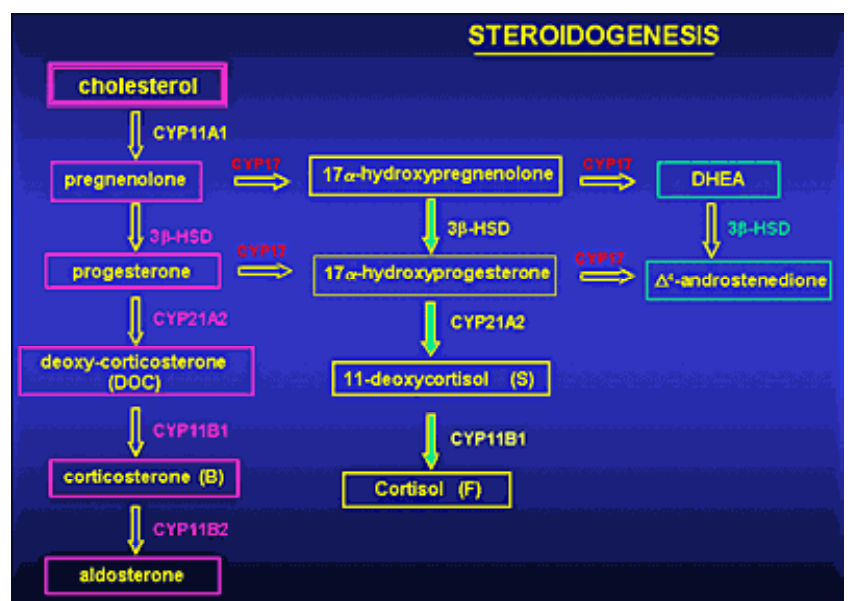 STEROIDOGENESIS
cholesterol
CYP11A1
pregnenolone
CYP17
17α-hydroxypregnenolone
CYP17
DHEA
3β-HSD
3β-HSD
3β-HSD
progesterone
CYP17
17α-hydroxyprogesterone
CYP17
Δ⁴-androstenedione
CYP21A2
CYP21A2
deoxy-corticosterone
(DOC)
11-deoxycortisol (S)
CYP11B1
CYP11B1
corticosterone (B)
Cortisol (F)
CYP11B2
aldosterone